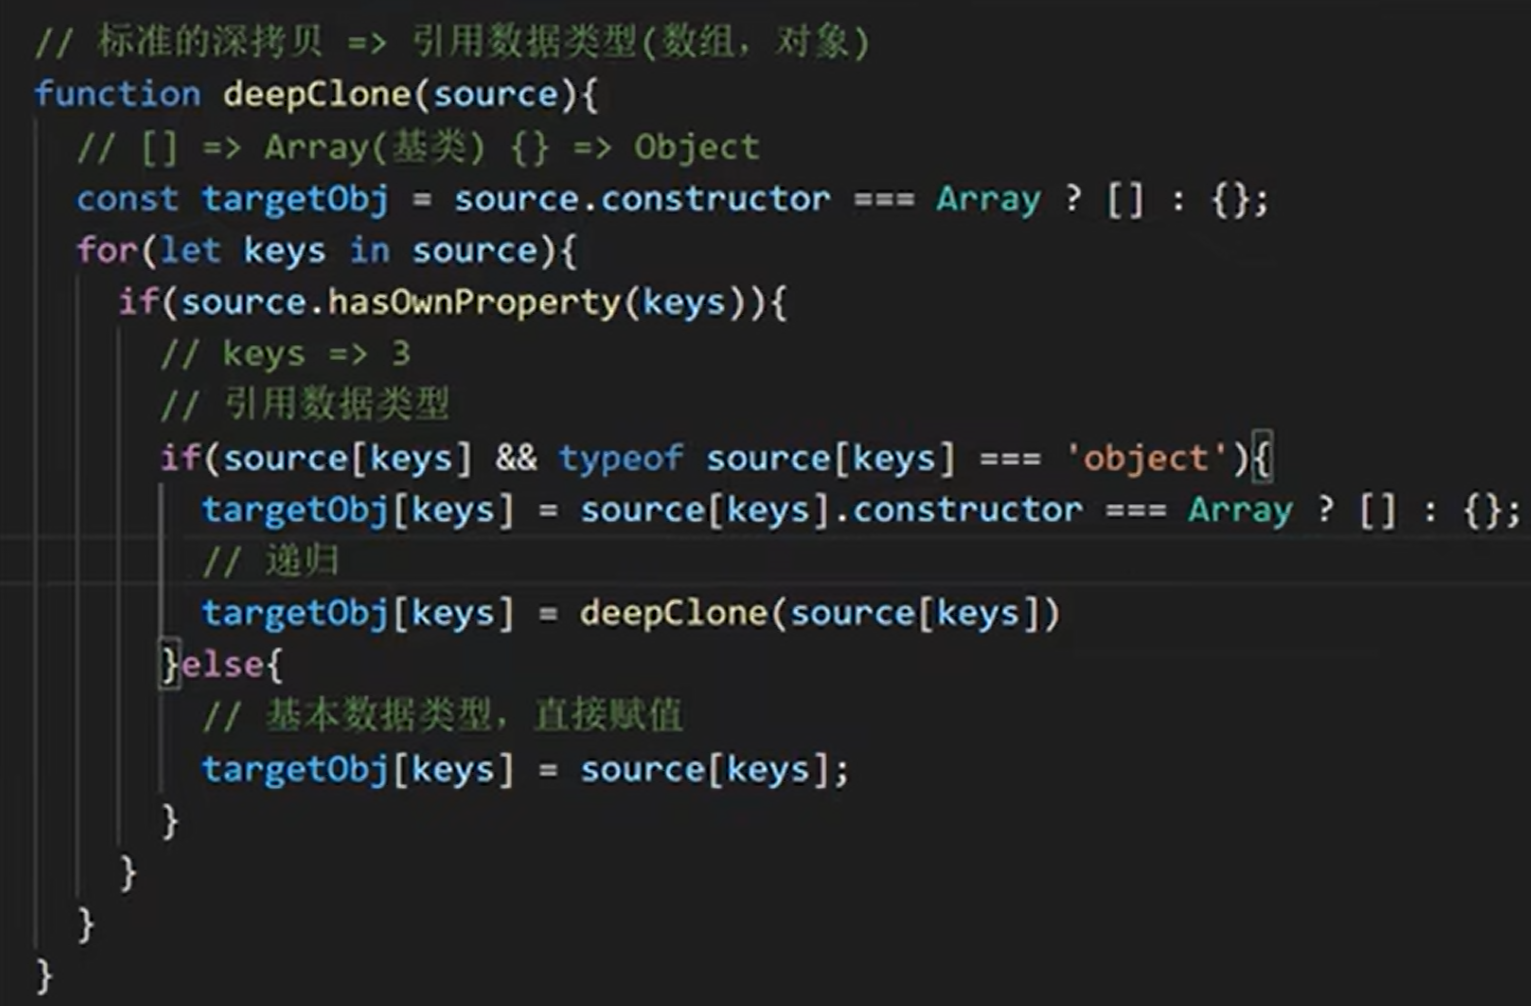 // 标准的深拷贝 => 引用数据类型(数组，对象)
function deepClone(source){
  // [] => Array(基类) {} => Object
  const targetObj = source.constructor === Array ? [] : {};
  for(let keys in source){
    if(source.hasOwnProperty(keys)){
      // keys => 3
      // 引用数据类型
      if(source[keys] && typeof source[keys] === 'object'){
        targetObj[keys] = source[keys].constructor === Array ? [] : {};
        // 递归
        targetObj[keys] = deepClone(source[keys])
      }else{
        // 基本数据类型，直接赋值
        targetObj[keys] = source[keys];
      }
    }
  }
}